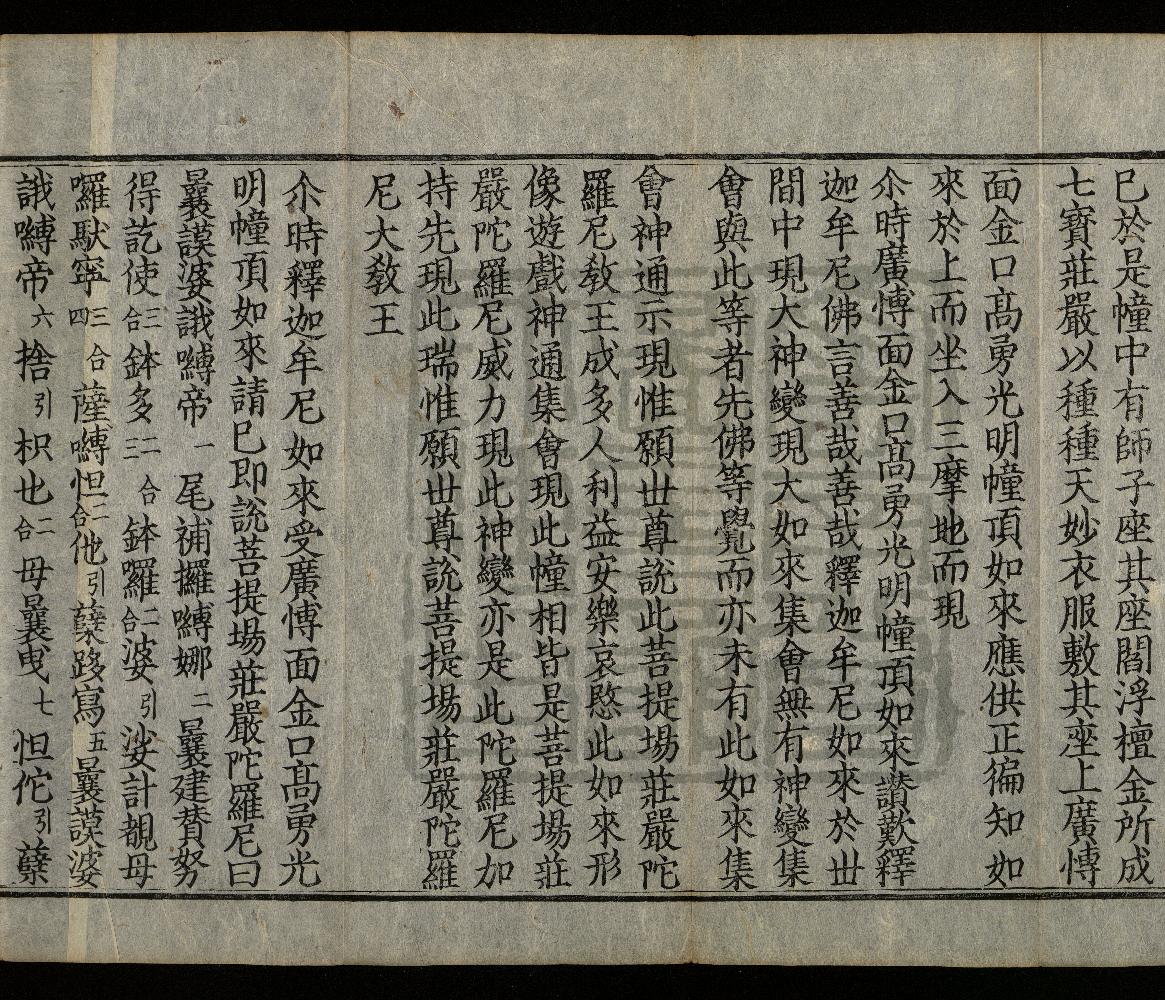 已於是幢中有師子座其座閻浮檀金所成
七寶莊嚴以種種天妙衣服敷其座上廣愽
面金口髙勇光明幢頂如來應供正徧知如
來於上而坐入三摩地而現
尒時廣愽面金口髙勇光明幢頂如來讃歎釋
迦牟尼佛言善哉善哉釋迦牟尼如來於丗
間中現大神變現大如來集會無有神變集
會與此等者先佛等覺而亦未有此如來集
會神通示現惟願丗尊說此菩提場莊嚴陀
羅尼敎王成多人利益安樂哀愍此如來形
像遊戲神通集會現此幢相皆是菩提場莊
嚴陀羅尼威力現此神變亦是此陀羅尼加
持先現此瑞惟願丗尊說菩提場莊嚴陀羅
尼大敎王
尒時釋迦牟尼如來受廣愽面金口髙勇光
明幢頂如來請已即說菩提場莊嚴陀羅尼曰
曩謨婆誐嚩帝一尾補攞嚩娜二曩建賛努
得訖使三合鉢多二合三鉢囉二合婆引娑計覩母
囉馱寧三合四薩嚩怛二合他引蘖跢寫五曩謨婆
誐嚩帝六捨引枳也二合母曩曳七怛佗引蘖